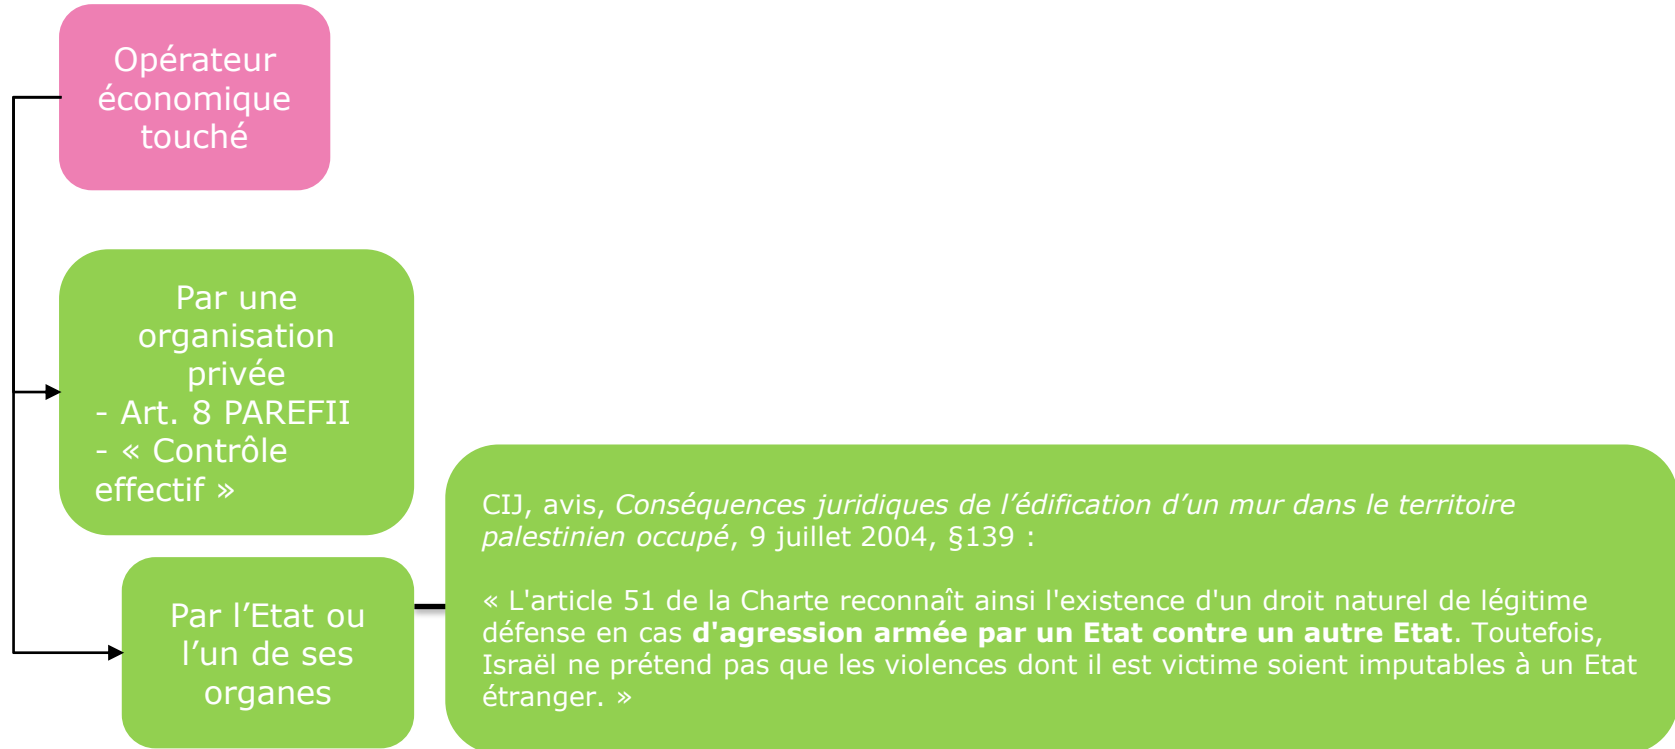 Opérateur
économique
touché
Par une
organisation
privée
- Art. 8 PAREFII
- « Contrôle
effectif »
Par l’Etat ou
l’un de ses
organes
CIJ, avis, Conséquences juridiques de l’édification d’un mur dans le territoire
palestinien occupé, 9 juillet 2004, §139 :
« L'article 51 de la Charte reconnaît ainsi l'existence d'un droit naturel de légitime
défense en cas d'agression armée par un Etat contre un autre Etat. Toutefois,
Israël ne prétend pas que les violences dont il est victime soient imputables à un Etat
étranger. »